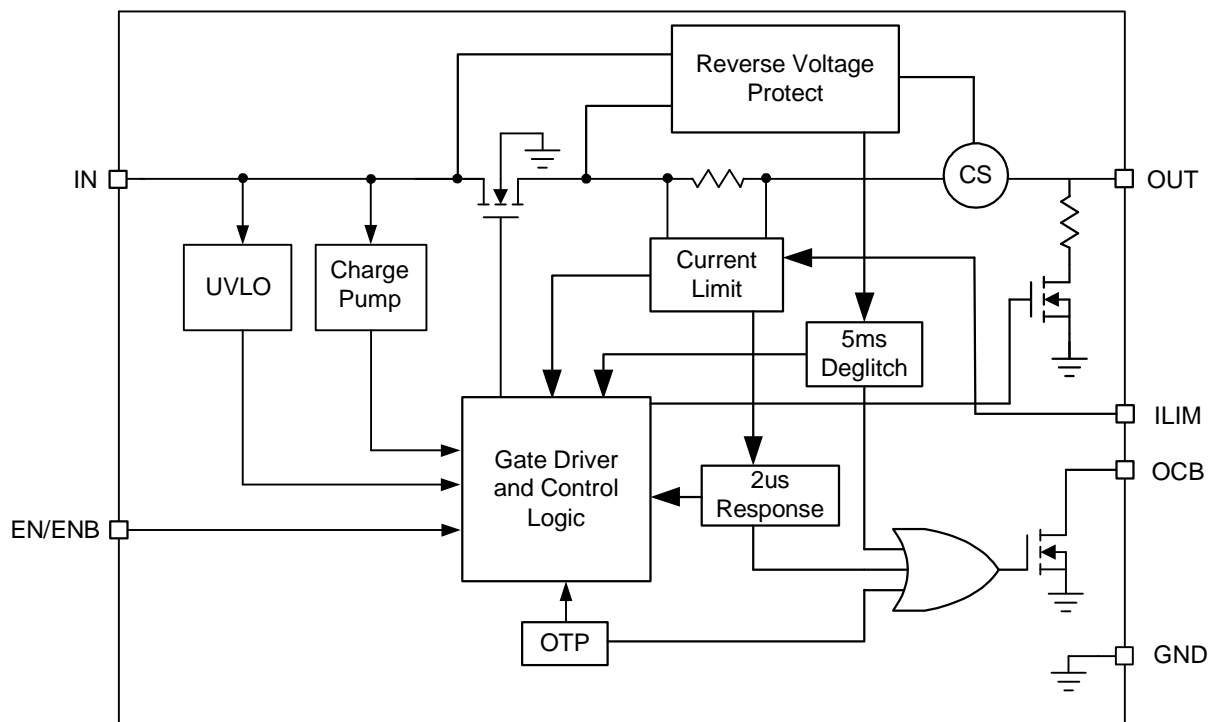 Reverse Voltage
Protect
IN
CS
OUT
UVLO
Charge
Pump
Current
Limit
5ms
Deglitch
ILIM
Gate Driver
and Control
Logic
2us
Response
OCB
EN/ENB
OTP
GND